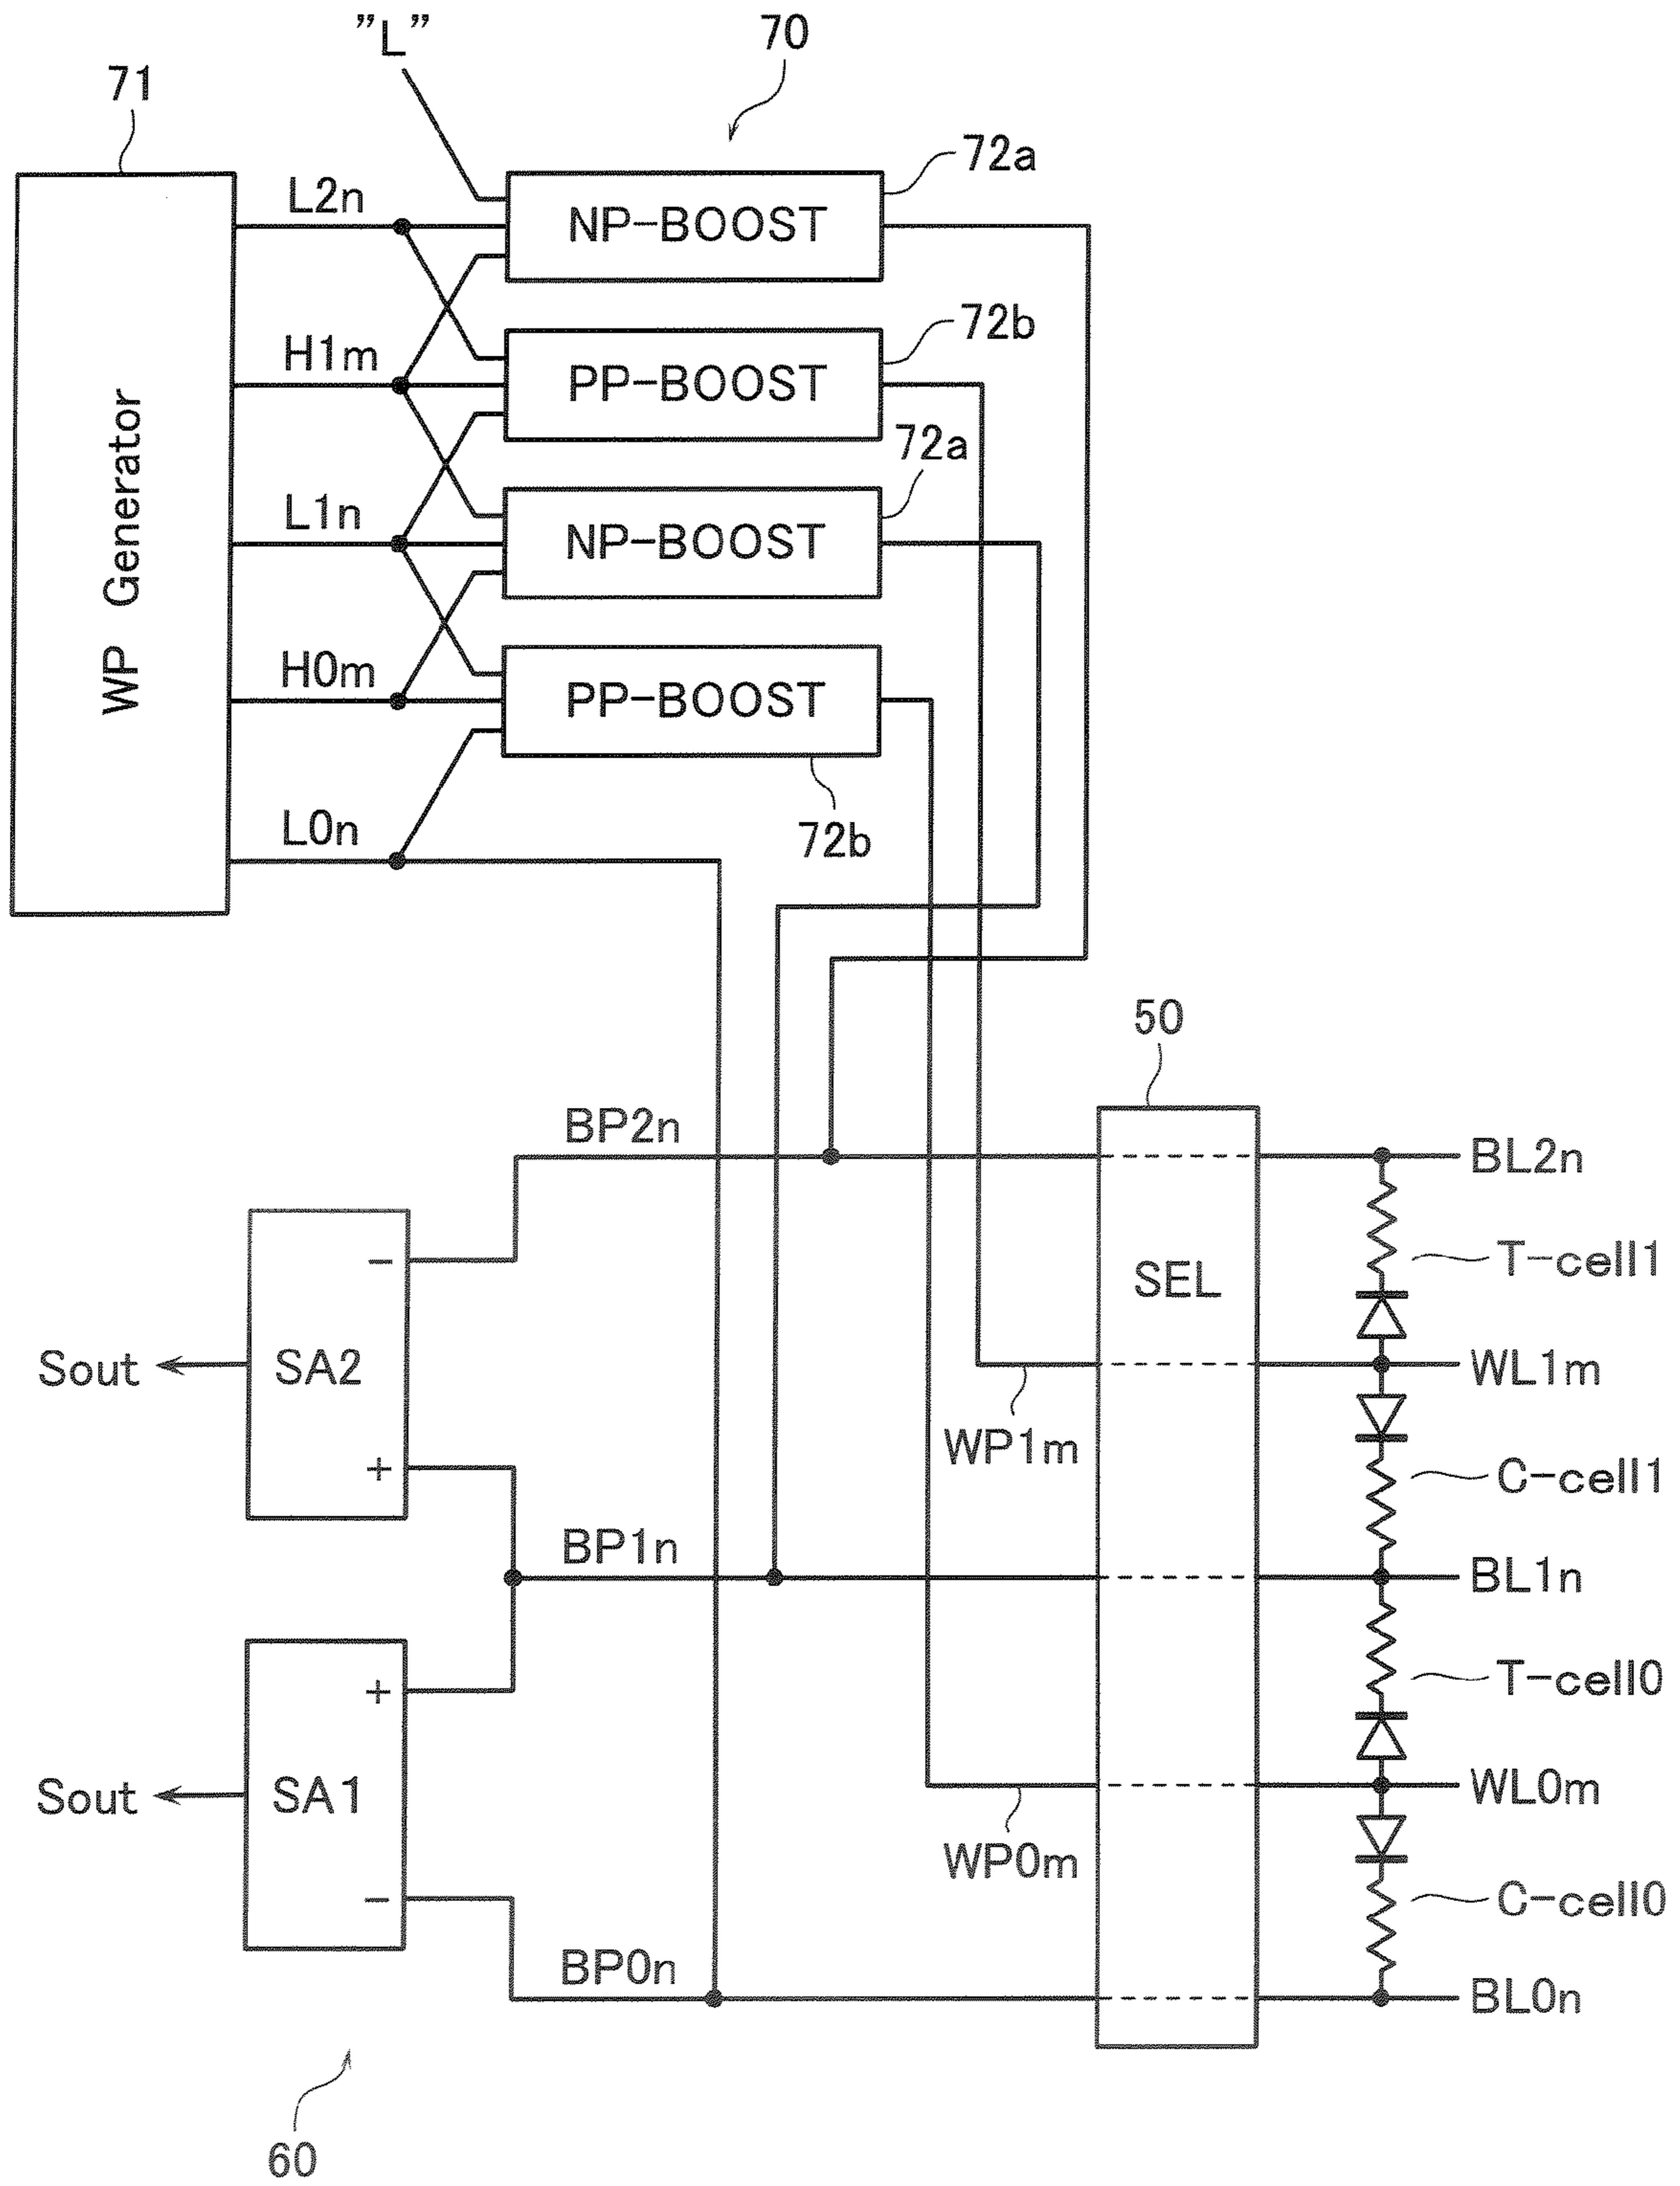 "L"
70
71
72a
L2n
NP-BOOST
72b
H1m
PP-BOOST
72a
L1n
NP-BOOST
WP Generator
H0m
PP-BOOST
72b
L0n
50
BP2n
BL2n
T-cell1
SEL
SA2
-
+
Sout
WL1m
WP1m
C-cell1
BP1n
BL1n
T-cell0
SA1
+
-
Sout
WL0m
WP0m
C-cell0
BP0n
BL0n
60